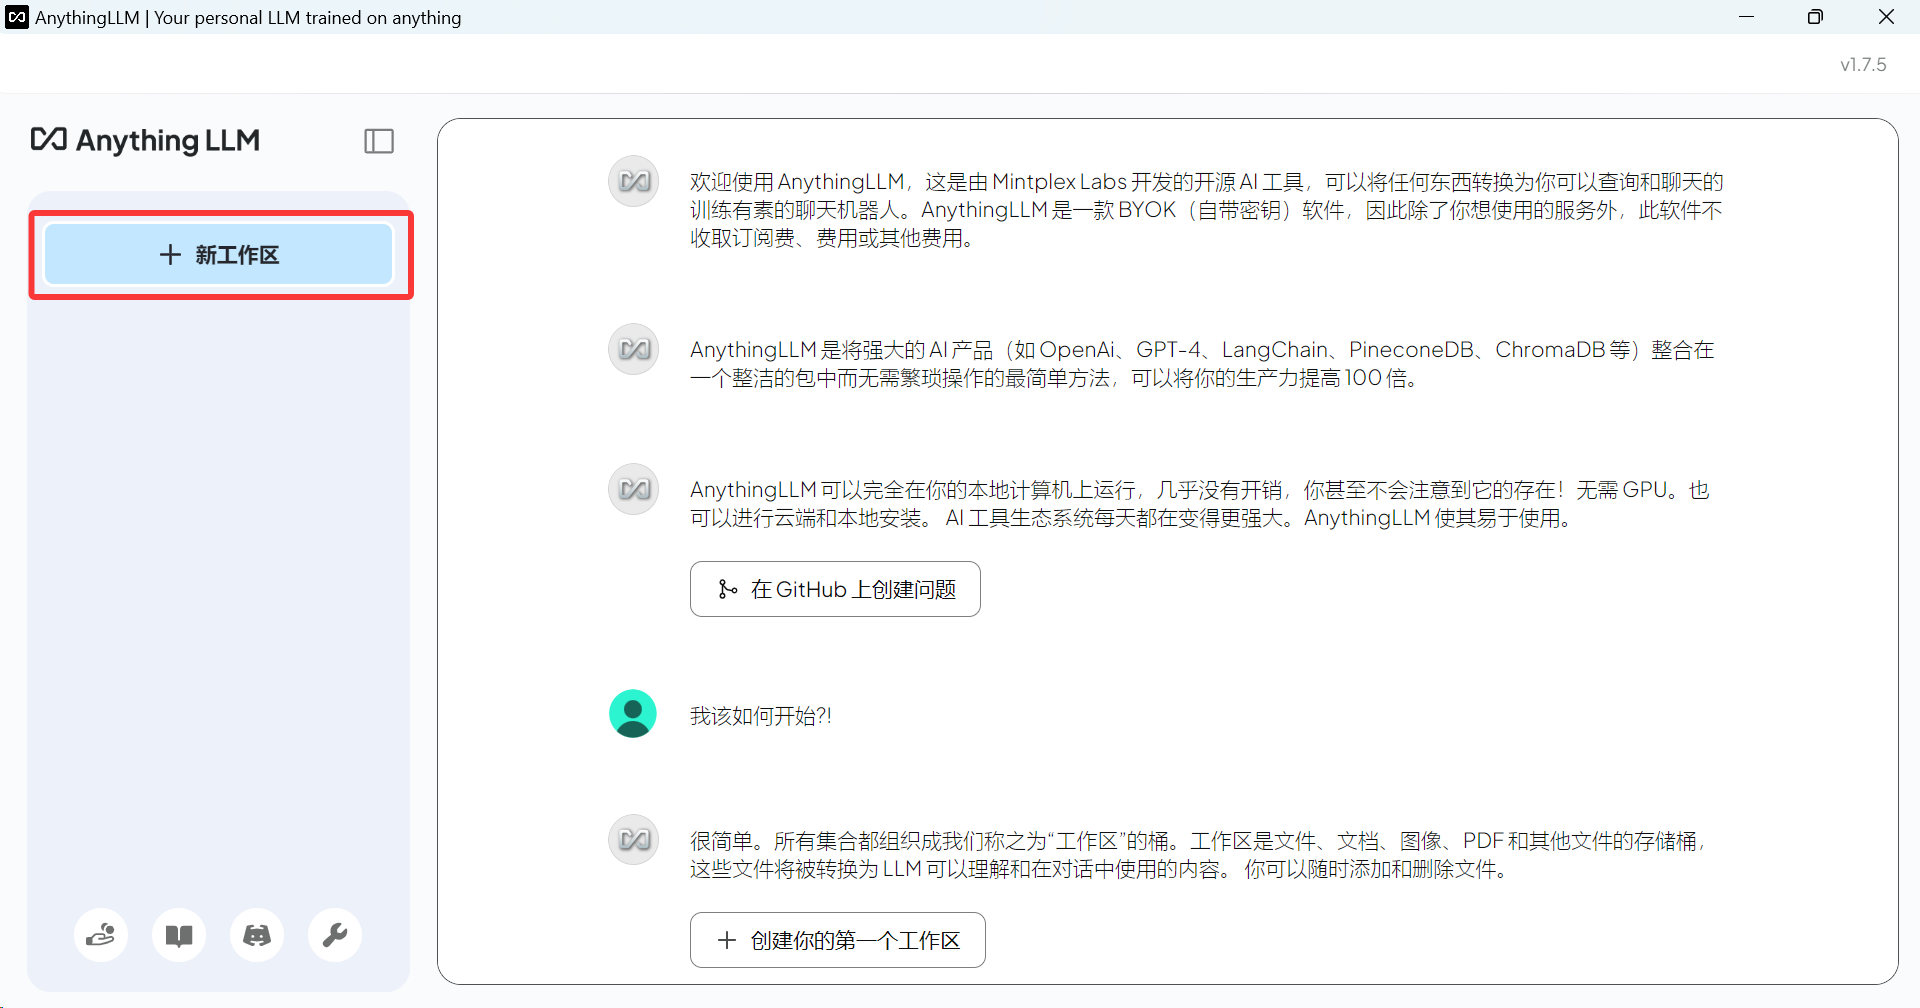 AnythingLLM | Your personal LLM trained on anything
v1.7.5
Anything LLM
新工作区
欢迎使用 AnythingLLM，这是由 Mintplex Labs 开发的开源 AI 工具，可以将任何东西转换为你可以查询和聊天的
训练有素的聊天机器人。AnythingLLM 是一款 BYOK（自带密钥）软件，因此除了你想使用的服务外，此软件不
收取订阅费、费用或其他费用。
AnythingLLM 是将强大的 AI 产品（如 OpenAi、GPT-4、LangChain、PineconeDB、ChromaDB 等）整合在
一个整洁的包中而无需繁琐操作的最简单方法，可以将你的生产力提高 100 倍。
AnythingLLM 可以完全在你的本地计算机上运行，几乎没有开销，你甚至不会注意到它的存在！无需 GPU。也
可以进行云端和本地安装。 AI 工具生态系统每天都在变得更强大。AnythingLLM 使其易于使用。
在 GitHub 上创建问题
我该如何开始?!
很简单。所有集合都组织成我们称之为“工作区”的桶。工作区是文件、文档、图像、PDF 和其他文件的存储桶，
这些文件将被转换为 LLM 可以理解和在对话中使用的内容。 你可以随时添加和删除文件。
创建你的第一个工作区